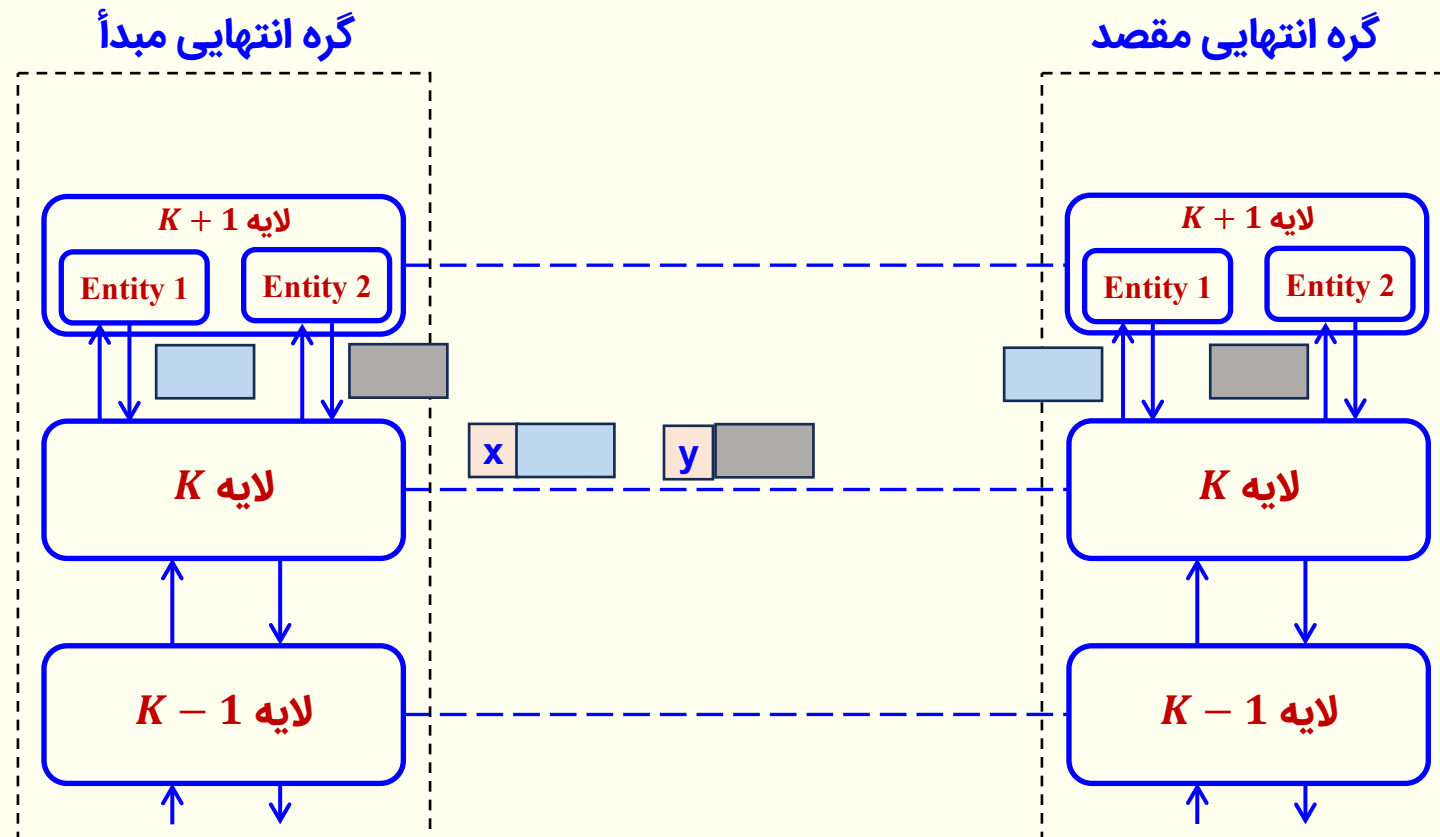 گره انتهایی مبدأ
گره انتهایی مقصد
لایه K + 1
Entity 1
Entity 2
لایه K + 1
Entity 1
Entity 2
لایه K
x
y
لایه K
لایه K − 1
لایه K − 1